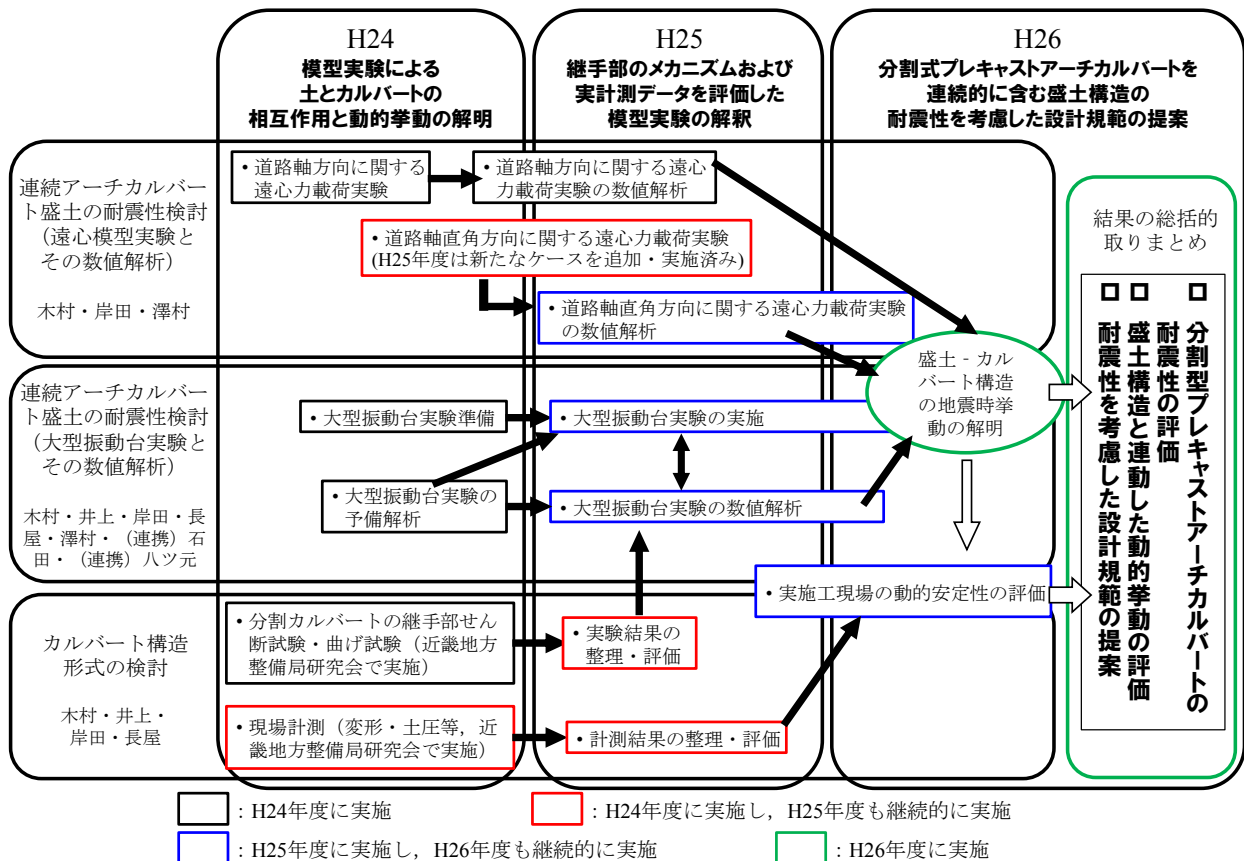 H24
模型実験による
土とカルバートの
相互作用と動的挙動の解明
H25
継手部のメカニズムおよび
実計測データを評価した
模型実験の解釈
H26
分割式プレキャストアーチカルバートを
連続的に含む盛土構造の
耐震性を考慮した設計規範の提案
連続アーチカルバー
ト盛土の耐震性検討
（遠心模型実験と
その数値解析）
木村・岸田・澤村
・道路軸方向に関する
遠心力載荷実験
・道路軸方向に関する遠心
力載荷実験の数値解析
・道路軸直角方向に関する遠心力載荷実験
(H25年度は新たなケースを追加・実施済み)
・道路軸直角方向に関する遠心力載荷実験
の数値解析
連続アーチカルバー
ト盛土の耐震性検討
（大型振動台実験と
その数値解析）
木村・井上・岸田・長
屋・澤村・（連携）石
田・（連携）八ツ元
・大型振動台実験準備
・大型振動台実験の実施
・大型振動台実験の
予備解析
・大型振動台実験の数値解析
盛土‐カル
バート構造
の地震時挙
動の解明
カルバート構造
形式の検討
木村・井上・
岸田・長屋
・分割カルバートの継手部せん
断試験・曲げ試験（近畿地方
整備局研究会で実施）
・実験結果の
整理・評価
・実施工現場の動的安定性の評価
・現場計測（変形・土圧等，近
畿地方整備局研究会で実施）
・計測結果の整理・評価
結果の総括的
取りまとめ
□ 分割型プレキャストアーチカルバートの
耐震性の評価
□ 盛土構造と連動した動的挙動の評価
□ 耐震性を考慮した設計規範の提案
：H24年度に実施
：H24年度に実施し，H25年度も継続的に実施
：H25年度に実施し，H26年度も継続的に実施
：H26年度に実施